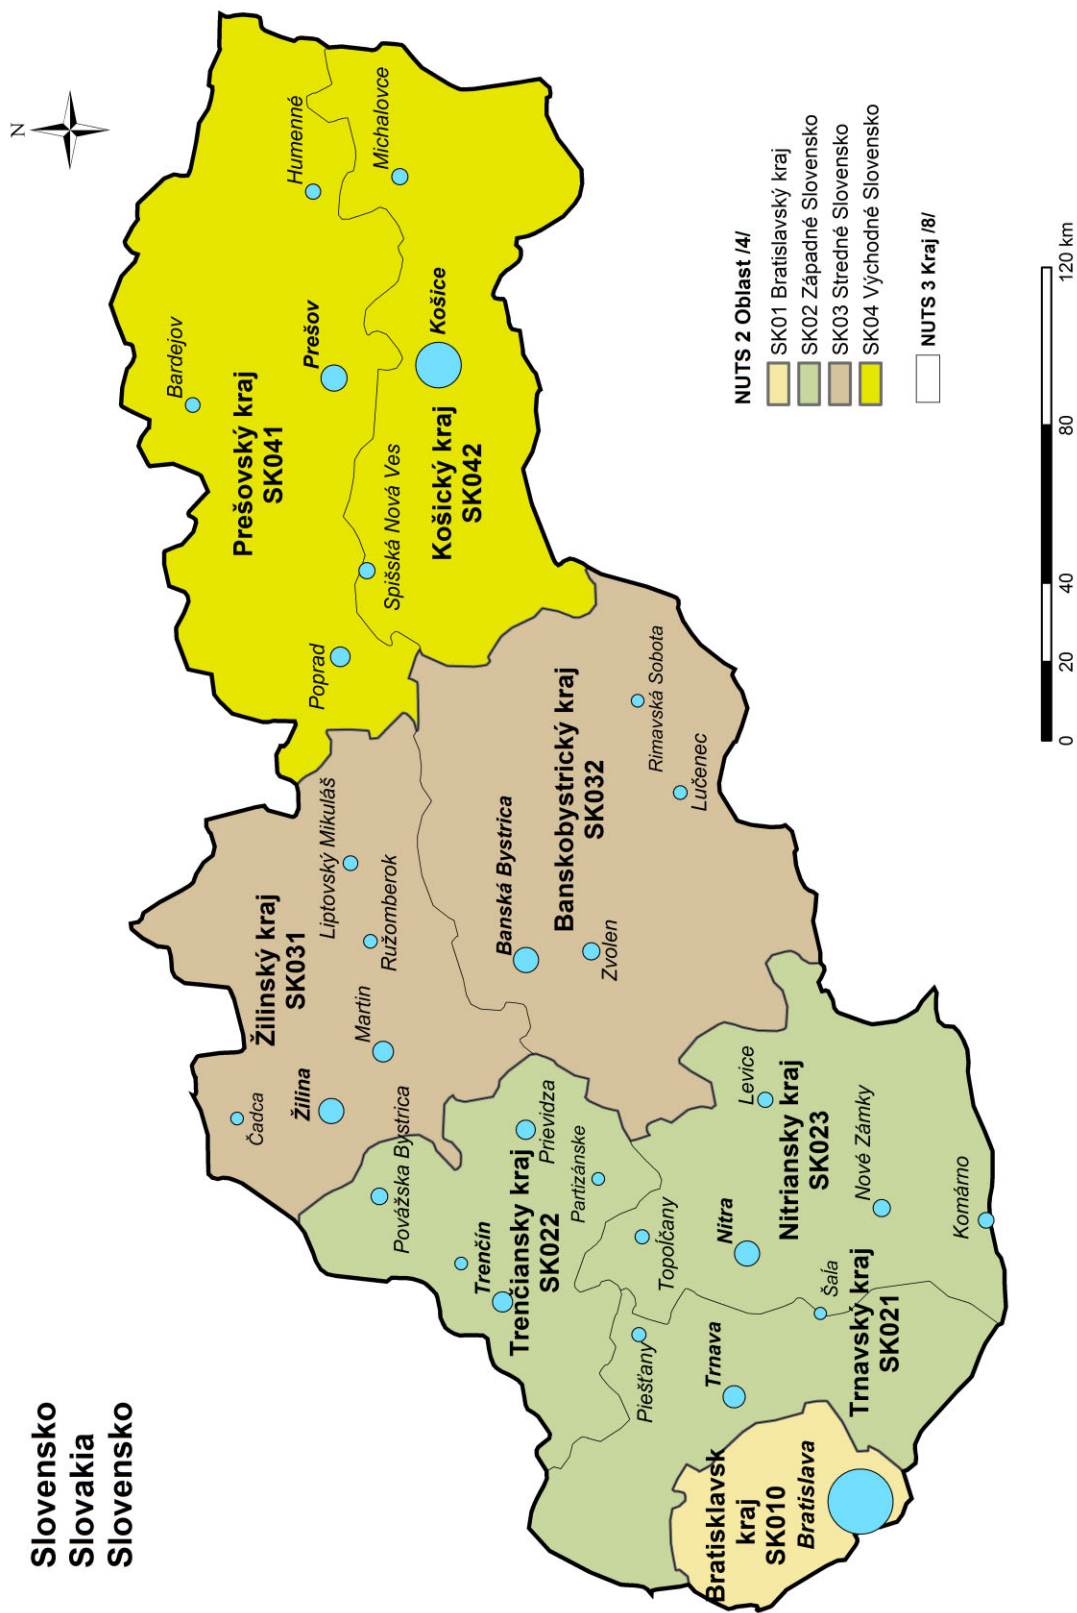 Slovensko
Slovakia
Slovensko
N
Bardejov
Humenné
Prešovský kraj
SK041
Prešov
Michalovce
Poprad
Spišská Nová Ves
Košice
Košický kraj
SK042
Čadca
Žilinský kraj
SK031
Žilina
Liptovský Mikuláš
Martin
Ružomberok
Považska Bystrica
Banská Bystrica
Banskobystrický kraj
SK032
Zvolen
Rimavská Sobota
Lučenec
Trenčín
Trenčiansky kraj
SK022
Prievidza
Partizánske
Piešťany
Topoľčany
Trnava
Nitra
Levice
Nitriansky kraj
SK023
Šaľa
Trnavský kraj
SK021
Nové Zámky
Komárno
Bratisklavsk
kraj
SK010
Bratislava
NUTS 2 Oblast /4/
SK01 Bratislavský kraj
SK02 Západné Slovensko
SK03 Stredné Slovensko
SK04 Východné Slovensko
NUTS 3 Kraj /8/
0 20 40 80 120 km